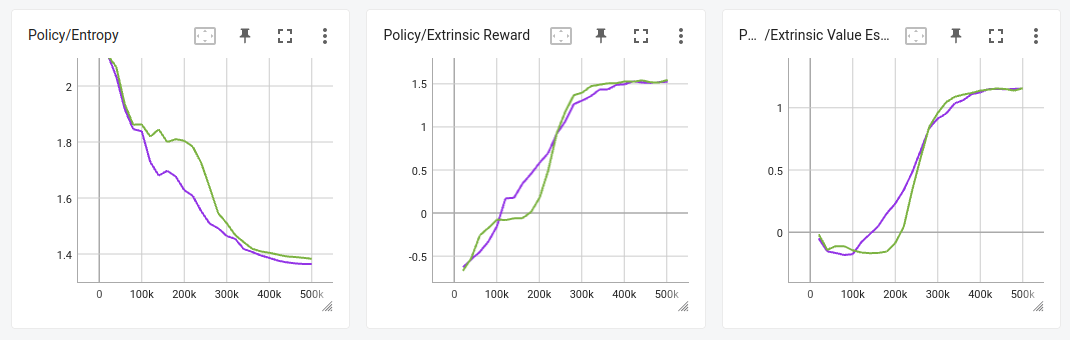 Policy/Entropy
2
1.8
1.6
1.4
0 100k 200k 300k 400k 500k
Policy/Extrinsic Reward
1.5
1
0.5
0
-0.5
0 100k 200k 300k 400k 500k
P... /Extrinsic Value Es...
1
0.5
0
0 100k 200k 300k 400k 500k